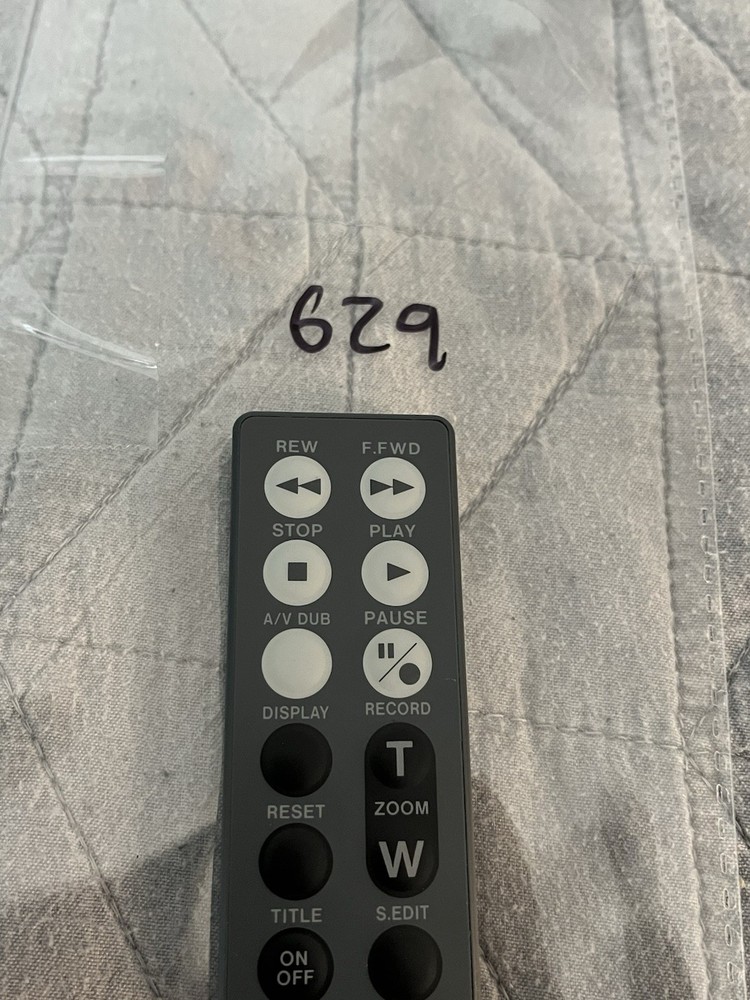 629
REW F.FWD
STOP PLAY
A/V DUB PAUSE
DISPLAY RECORD
T
RESET ZOOM
W
TITLE S.EDIT
ON
OFF